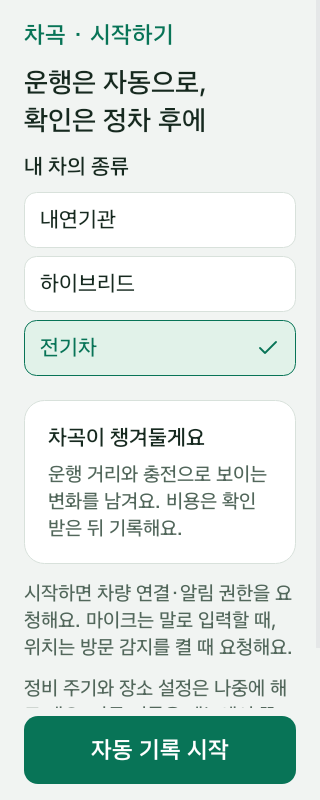 차곡 · 시작하기
운행은 자동으로,
확인은 정차 후에
내 차의 종류
내연기관
하이브리드
전기차
차곡이 챙겨둘게요
운행 거리와 충전으로 보이는
변화를 남겨요. 비용은 확인
받은 뒤 기록해요.
시작하면 차량 연결·알림 권한을 요
청해요. 마이크는 말로 입력할 때,
위치는 방문 감지를 켤 때 요청해요.
정비 주기와 장소 설정은 나중에 해
자동 기록 시작